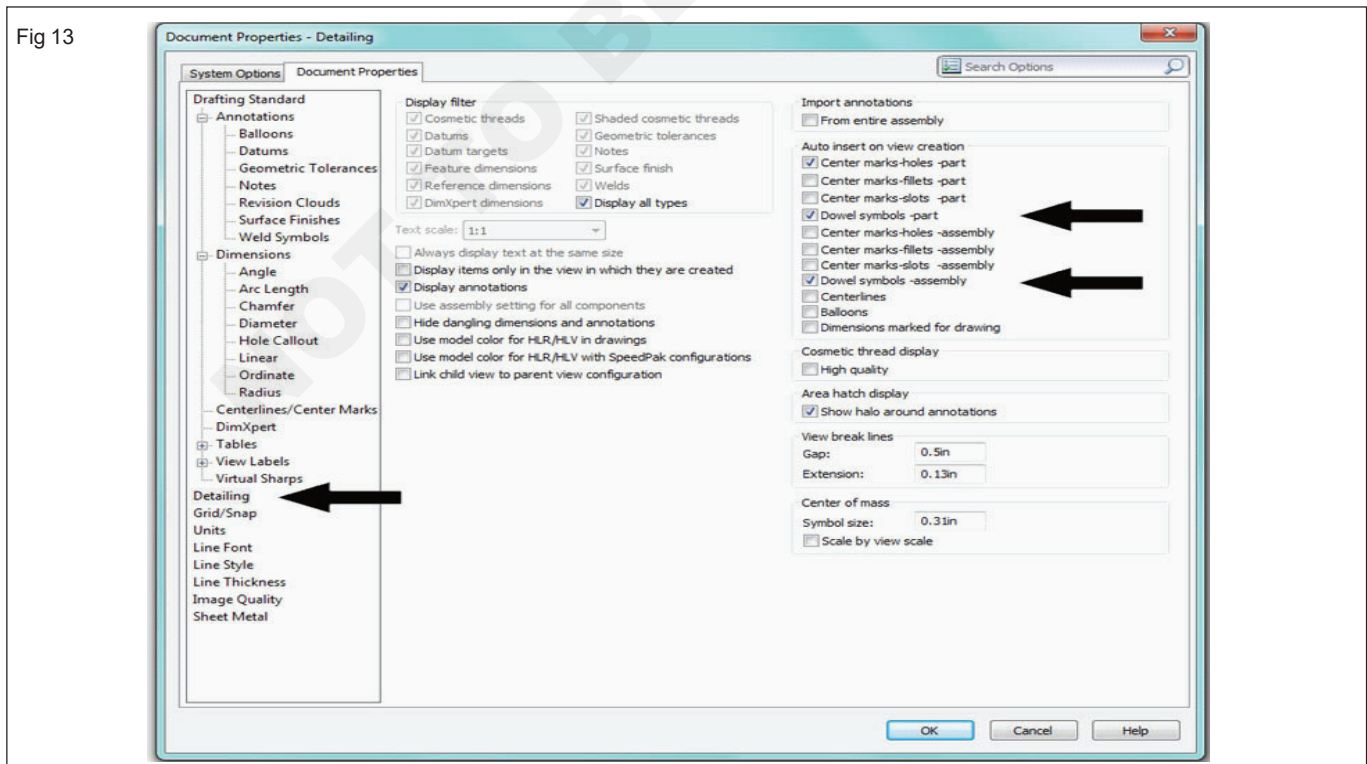 Fig 13
Document Properties - Detailing
System Options
Document Properties
Search Options
Drafting Standard
Annotations
Balloons
Datums
Geometric Tolerances
Notes
Revision Clouds
Surface Finishes
Weld Symbols
Dimensions
Angle
Arc Length
Chamfer
Diameter
Hole Callout
Linear
Ordinate
Radius
Centerlines/Center Marks
DimXpert
Tables
View Labels
Virtual Sharps
Detailing
Grid/Snap
Units
Line Font
Line Style
Line Thickness
Image Quality
Sheet Metal
Display filter
Cosmetic threads
Shaded cosmetic threads
Datums
Geometric tolerances
Datum targets
Notes
Feature dimensions
Surface finish
Reference dimensions
Welds
DimXpert dimensions
Display all types
Text scale: 1:1
Always display text at the same size
Display items only in the view in which they are created
Display annotations
Use assembly setting for all components
Hide dangling dimensions and annotations
Use model color for HLR/HLV in drawings
Use model color for HLR/HLV with SpeedPak configurations
Link child view to parent view configuration
Import annotations
From entire assembly
Auto insert on view creation
Center marks-holes -part
Center marks-fillets -part
Center marks-slots -part
Dowel symbols -part
Center marks-holes -assembly
Center marks-fillets -assembly
Center marks-slots -assembly
Dowel symbols -assembly
Centerlines
Balloons
Dimensions marked for drawing
Cosmetic thread display
High quality
Area hatch display
Show halo around annotations
View break lines
Gap: 0.5in
Extension: 0.13in
Center of mass
Symbol size: 0.31in
Scale by view scale
OK
Cancel
Help
NOT TO BE